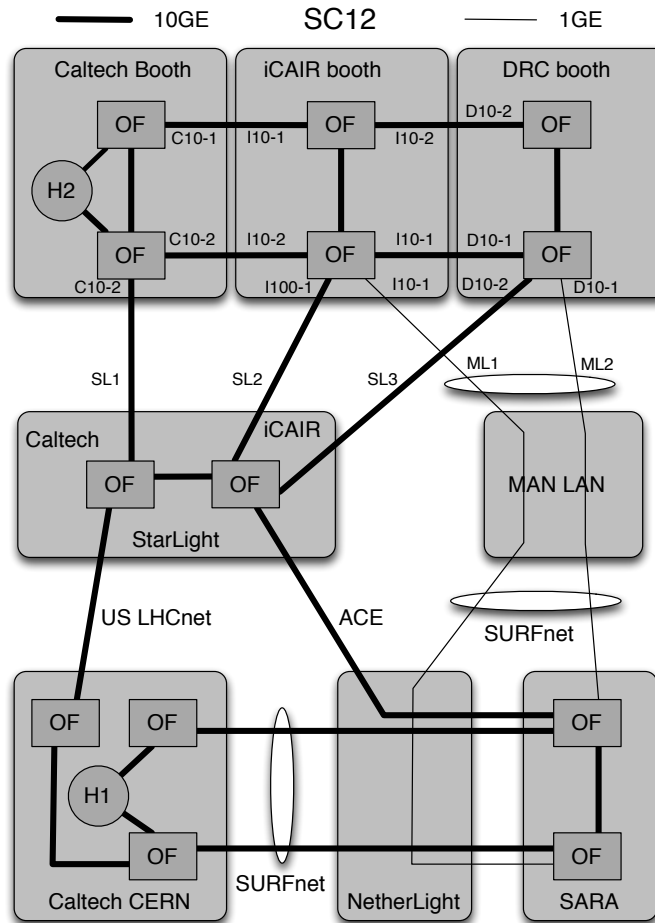 10GE SC12 1GE
Caltech Booth iCAIR booth DRC booth
OF OF OF
C10-1 I10-1 I10-2 D10-2
H2
C10-2 I10-2 I10-1 D10-1
OF OF OF
C10-2 I100-1 I10-1 D10-2 D10-1
SL1 SL2 SL3 ML1 ML2
Caltech iCAIR
OF OF MAN LAN
StarLight
US LHCnet ACE SURFnet
OF OF OF
H1
OF OF
SURFnet
Caltech CERN NetherLight SARA